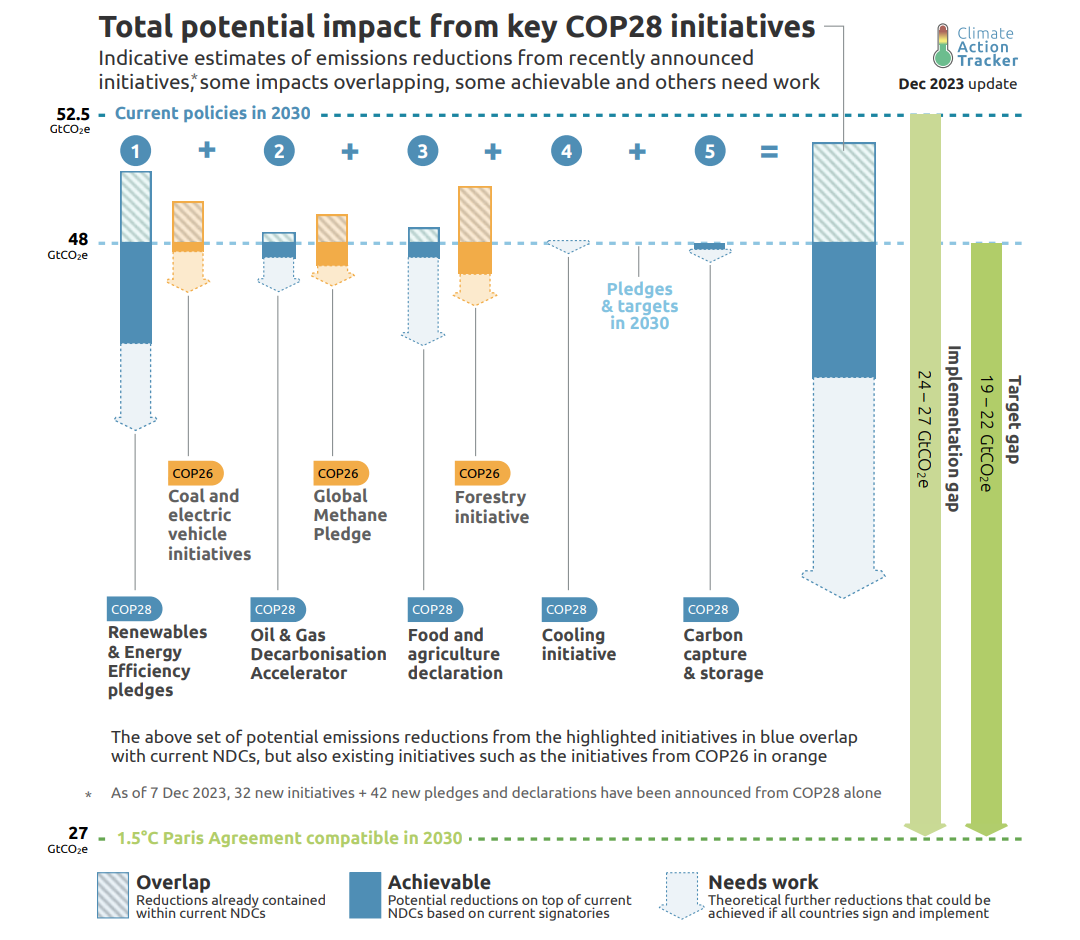 Total potential impact from key COP28 initiatives
Indicative estimates of emissions reductions from recently announced
initiatives,* some impacts overlapping, some achievable and others need work
Climate
Action
Tracker
Dec 2023 update
52.5
GtCO₂e
Current policies in 2030
1 + 2 + 3 + 4 + 5 =
48
GtCO₂e
Pledges
& targets
in 2030
Implementation gap
24 – 27 GtCO₂e
Target gap
19 – 22 GtCO₂e
COP26
Coal and
electric
vehicle
initiatives
COP26
Global
Methane
Pledge
COP26
Forestry
initiative
COP28
Renewables
& Energy
Efficiency
pledges
COP28
Oil & Gas
Decarbonisation
Accelerator
COP28
Food and
agriculture
declaration
COP28
Cooling
initiative
COP28
Carbon
capture
& storage
The above set of potential emissions reductions from the highlighted initiatives in blue overlap
with current NDCs, but also existing initiatives such as the initiatives from COP26 in orange
* As of 7 Dec 2023, 32 new initiatives + 42 new pledges and declarations have been announced from COP28 alone
27
GtCO₂e
1.5°C Paris Agreement compatible in 2030
Overlap
Reductions already contained
within current NDCs
Achievable
Potential reductions on top of current
NDCs based on current signatories
Needs work
Theoretical further reductions that could be
achieved if all countries sign and implement